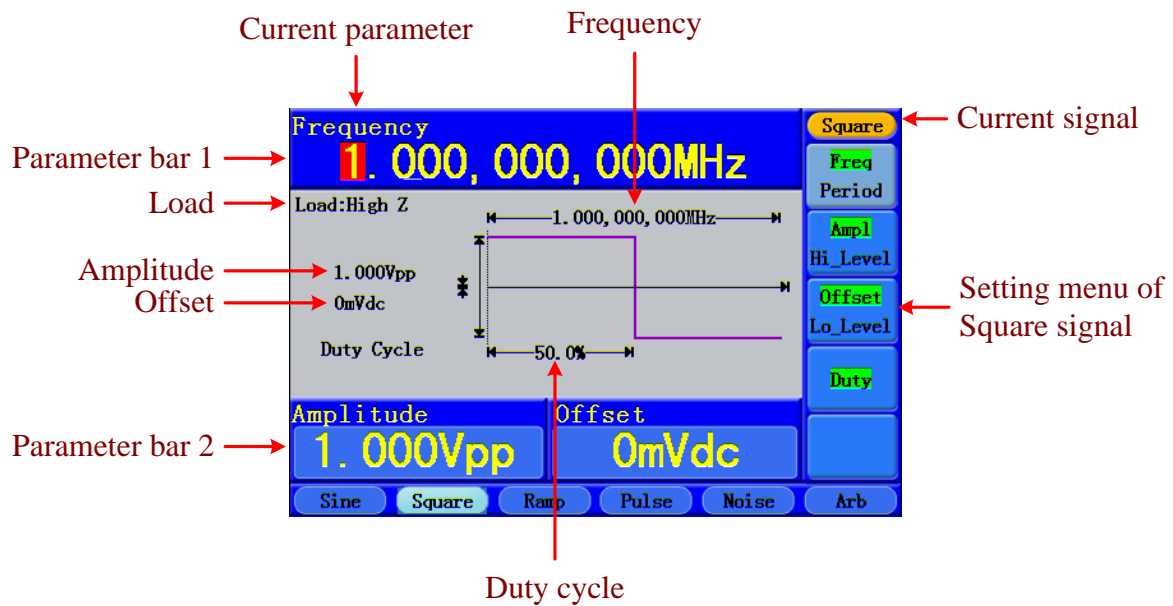 Current parameter
Frequency
Frequency
1.000,000,000MHz
Square
Current signal
Parameter bar 1
Freq
Period
Load
Load:High Z
1.000,000,000MHz
Ampl
Hi_Level
Amplitude
1.000Vpp
Offset
0mVdc
Offset
Lo_Level
Setting menu of
Square signal
Duty Cycle
50.0%
Duty
Amplitude
Offset
Parameter bar 2
1.000Vpp
0mVdc
Sine
Square
Ramp
Pulse
Noise
Arb
Duty cycle